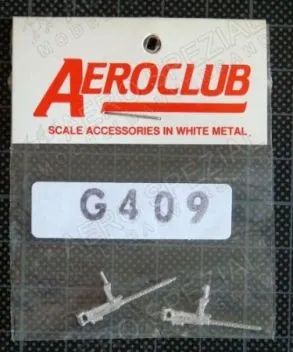 AEROCLUB
SCALE ACCESSORIES IN WHITE METAL.
G409